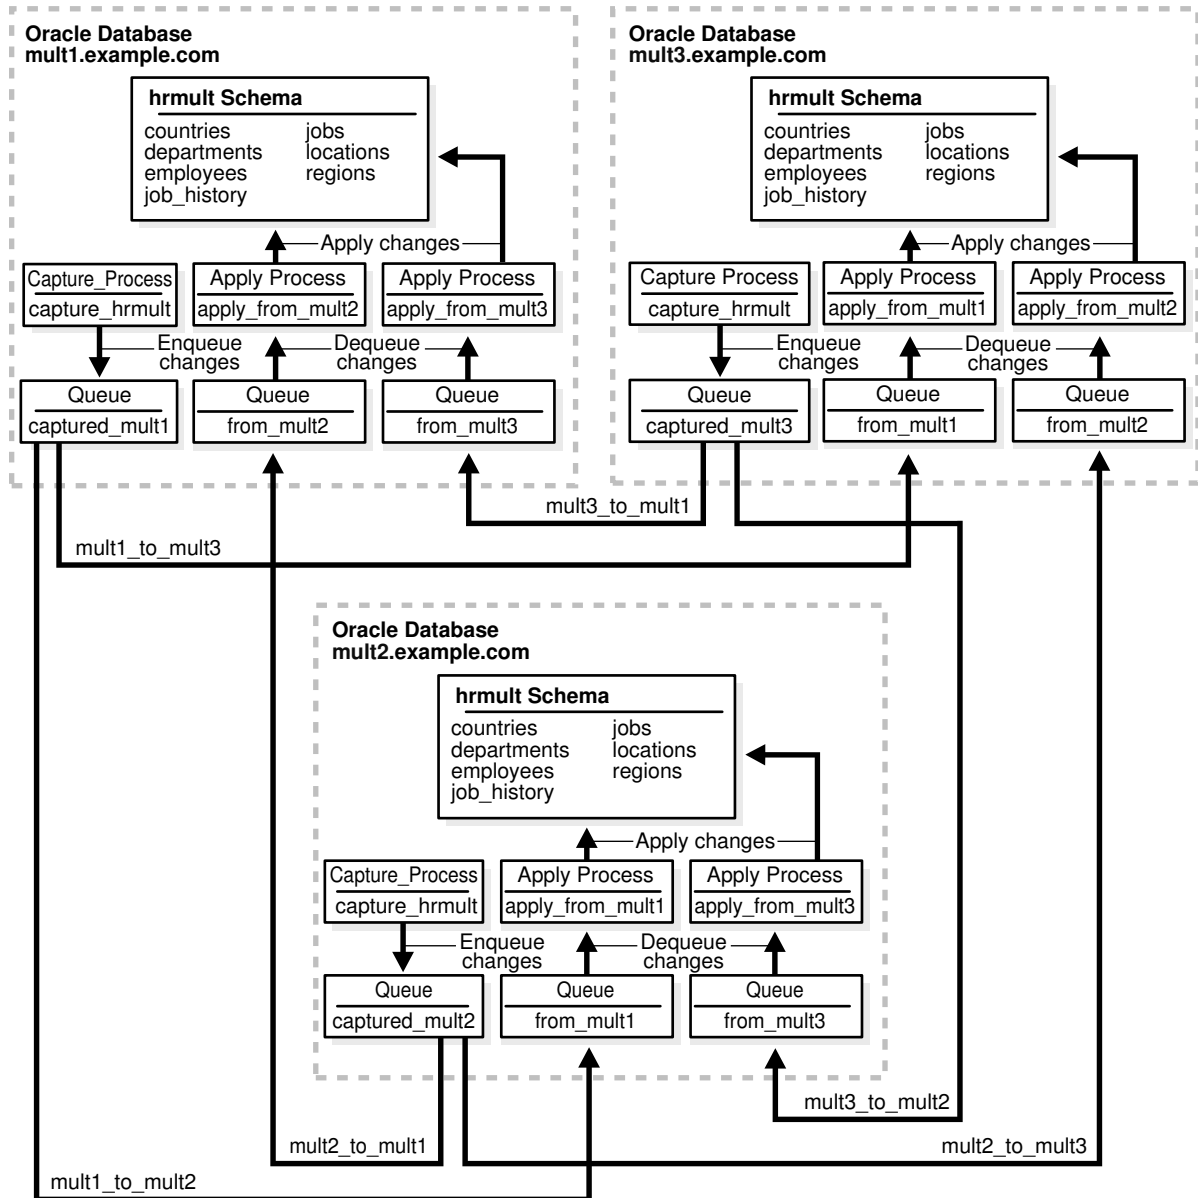 Oracle Database
mult1.example.com
hrmult Schema
countries jobs
departments locations
employees regions
job_history
Apply changes
Capture_Process
capture_hrmult
Apply Process
apply_from_mult2
Apply Process
apply_from_mult3
Enqueue
changes
Dequeue
changes
Queue
captured_mult1
Queue
from_mult2
Queue
from_mult3
Oracle Database
mult3.example.com
hrmult Schema
countries jobs
departments locations
employees regions
job_history
Apply changes
Capture Process
capture_hrmult
Apply Process
apply_from_mult1
Apply Process
apply_from_mult2
Enqueue
changes
Dequeue
changes
Queue
captured_mult3
Queue
from_mult1
Queue
from_mult2
mult3_to_mult1
mult1_to_mult3
Oracle Database
mult2.example.com
hrmult Schema
countries jobs
departments locations
employees regions
job_history
Apply changes
Capture_Process
capture_hrmult
Apply Process
apply_from_mult1
Apply Process
apply_from_mult3
Enqueue
changes
Dequeue
changes
Queue
captured_mult2
Queue
from_mult1
Queue
from_mult3
mult3_to_mult2
mult2_to_mult1
mult2_to_mult3
mult1_to_mult2